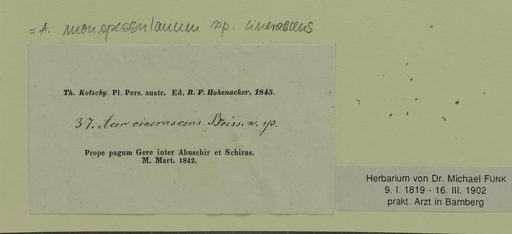 = A. monspessulanum sp. cinerascens
Th. Kotschy. Pl. Pers. austr. Ed. R. F. Hohenacker. 1845.
37. Acer cinerascens Boiss. n. sp.
Prope pagum Gere inter Abuschir et Schiras.
M. Mart. 1842.
Herbarium von Dr. Michael FUNK
9. I. 1819 - 16. III. 1902
prakt. Arzt in Bamberg